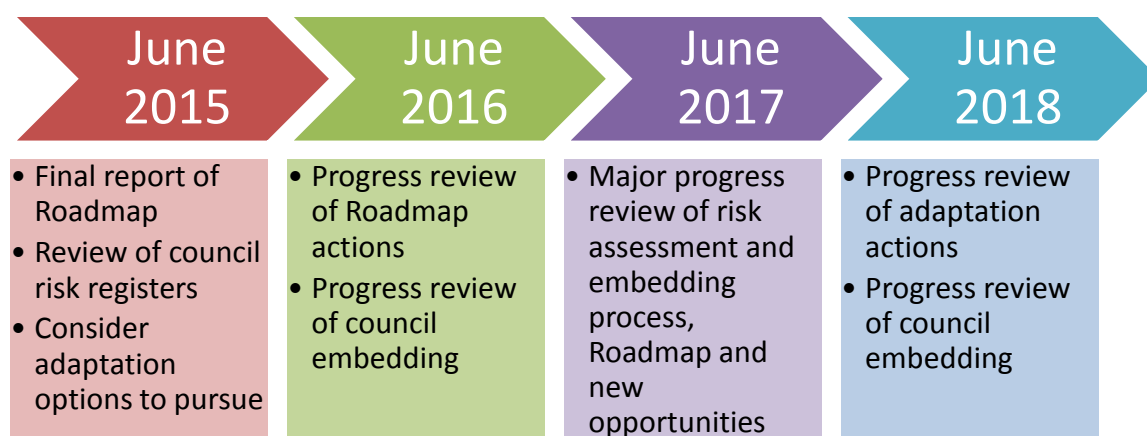 June
2015
June
2016
June
2017
June
2018
• Final report of
Roadmap
• Review of council
risk registers
• Consider
adaptation
options to pursue
• Progress review
of Roadmap
actions
• Progress review
of council
embedding
• Major progress
review of risk
assessment and
embedding
process,
Roadmap and
new
opportunities
• Progress review
of adaptation
actions
• Progress review
of council
embedding